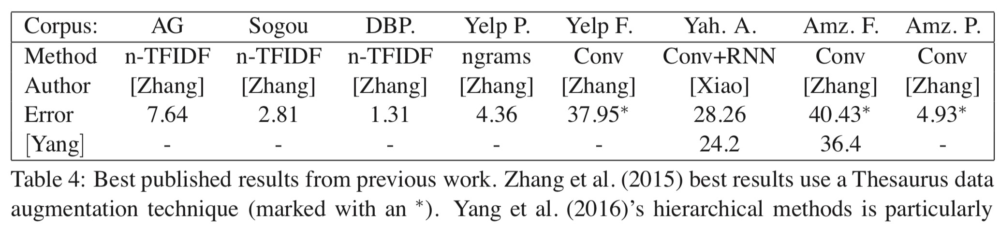 Corpus: AG Sogou DBP. Yelp P. Yelp F. Yah. A. Amz. F. Amz. P.
Method n-TFIDF n-TFIDF n-TFIDF ngrams Conv Conv+RNN Conv Conv
Author [Zhang] [Zhang] [Zhang] [Zhang] [Zhang] [Xiao] [Zhang] [Zhang]
Error 7.64 2.81 1.31 4.36 37.95* 28.26 40.43* 4.93*
[Yang] - - - - - 24.2 36.4 -
Table 4: Best published results from previous work. Zhang et al. (2015) best results use a Thesaurus data
augmentation technique (marked with an *). Yang et al. (2016)'s hierarchical methods is particularly